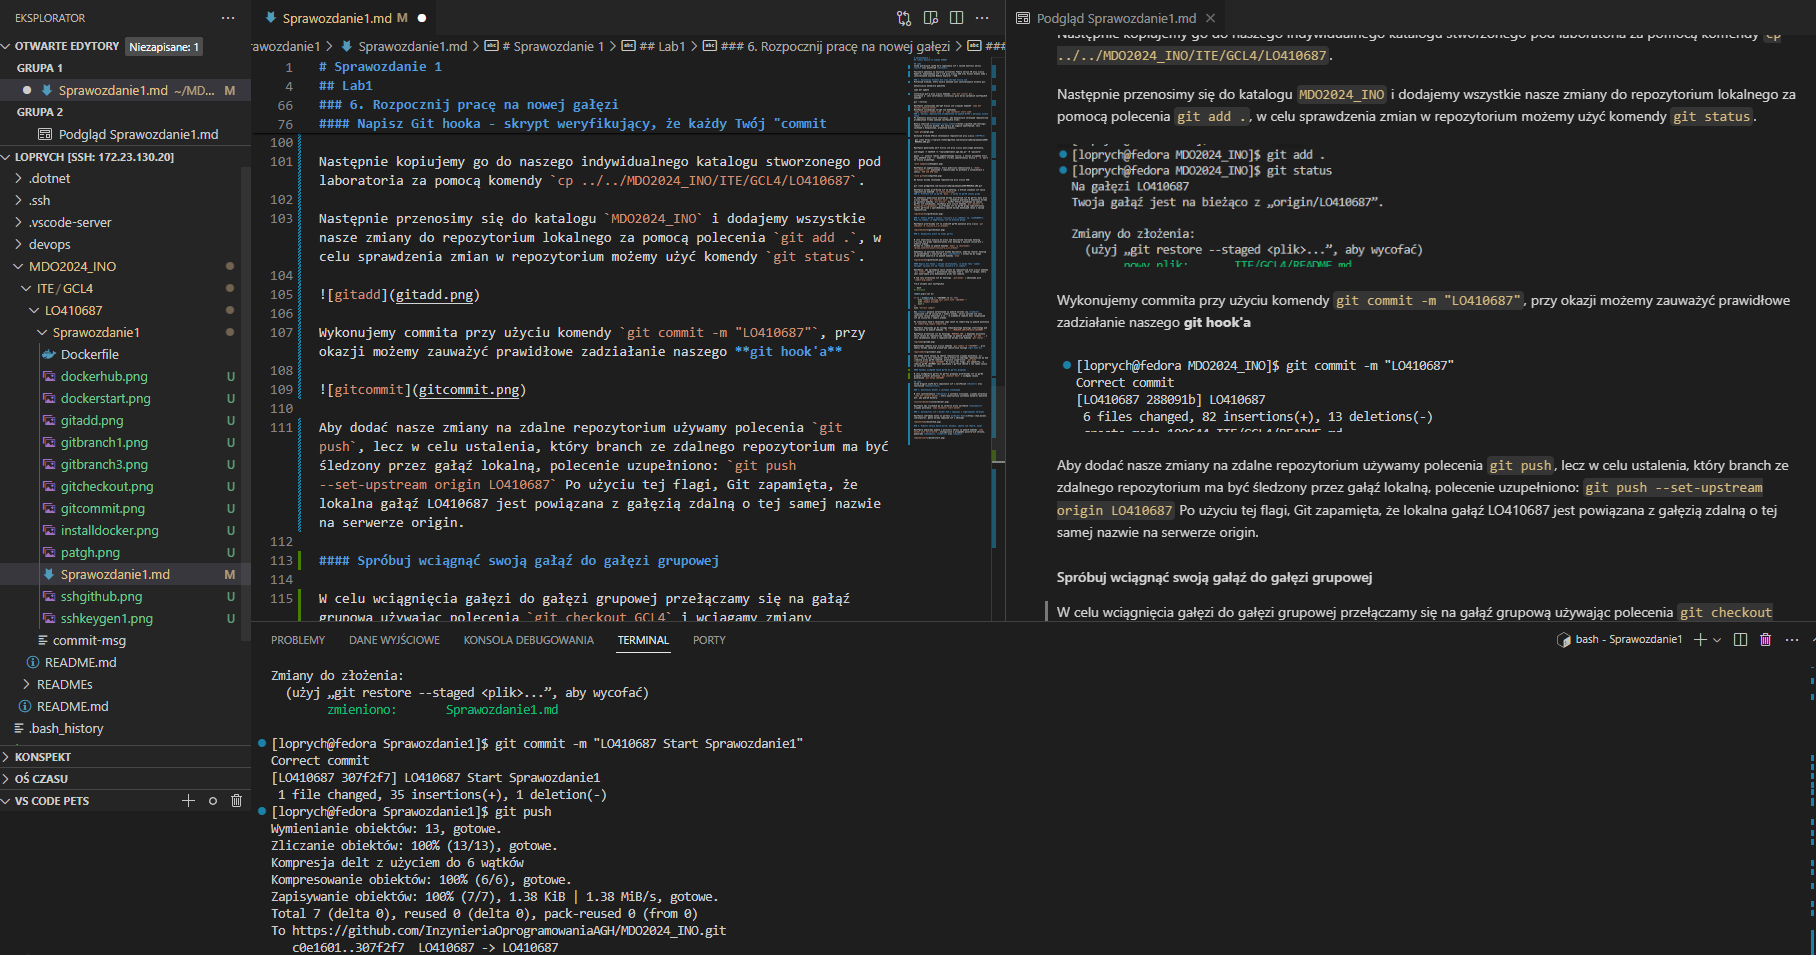 EKSPLORATOR
OTWARTE EDYTORY Niezapisane: 1
GRUPA 1
Sprawozdanie1.md ~/MD... M
GRUPA 2
Podgląd Sprawozdanie1.md
LOPRYCH [SSH: 172.23.130.20]
.dotnet
.ssh
.vscode-server
devops
MDO2024_INO
ITE / GCL4
LO410687
Sprawozdanie1
Dockerfile
dockerhub.png U
dockerstart.png U
gitadd.png U
gitbranch1.png U
gitbranch3.png U
gitcheckout.png U
gitcommit.png U
installdocker.png U
patgh.png U
Sprawozdanie1.md M
sshgithub.png U
sshkeygen1.png U
commit-msg
README.md
READMEs
README.md
.bash_history
KONSPEKT
OŚ CZASU
VS CODE PETS
Sprawozdanie1.md M
rawozdanie1 > Sprawozdanie1.md > # Sprawozdanie 1 > ## Lab1 > ### 6. Rozpocznij pracę na nowej gałęzi > ###
1 # Sprawozdanie 1
4 ## Lab1
66 ### 6. Rozpocznij pracę na nowej gałęzi
76 #### Napisz Git hooka - skrypt weryfikujący, że każdy Twój "commit
100
101 Następnie kopiujemy go do naszego indywidualnego katalogu stworzonego pod
laboratoria za pomocą komendy `cp ../../MDO2024_INO/ITE/GCL4/LO410687`.
102
103 Następnie przenosimy się do katalogu `MDO2024_INO` i dodajemy wszystkie
nasze zmiany do repozytorium lokalnego za pomocą polecenia `git add .`, w
celu sprawdzenia zmian w repozytorium możemy użyć komendy `git status`.
104
105 ![gitadd](gitadd.png)
106
107 Wykonujemy commita przy użyciu komendy `git commit -m "LO410687"`, przy
okazji możemy zauważyć prawidłowe zadziałanie naszego **git hook'a**
108
109 ![gitcommit](gitcommit.png)
110
111 Aby dodać nasze zmiany na zdalne repozytorium używamy polecenia `git
push`, lecz w celu ustalenia, który branch ze zdalnego repozytorium ma być
śledzony przez gałąź lokalną, polecenie uzupełniono: `git push
--set-upstream origin LO410687` Po użyciu tej flagi, Git zapamięta, że
lokalna gałąź LO410687 jest powiązana z gałęzią zdalną o tej samej nazwie
na serwerze origin.
112
113 #### Spróbuj wciągnąć swoją gałąź do gałęzi grupowej
114
115 W celu wciągnięcia gałęzi do gałęzi grupowej przełączamy się na gałąź
grupową używając polecenia `git checkout GCL4` i wciągamy zmiany
Podgląd Sprawozdanie1.md
Następnie kopiujemy go do naszego indywidualnego katalogu stworzonego pod laboratoria za pomocą komendy cp
../../MDO2024_INO/ITE/GCL4/LO410687.
Następnie przenosimy się do katalogu MDO2024_INO i dodajemy wszystkie nasze zmiany do repozytorium lokalnego za
pomocą polecenia git add ., w celu sprawdzenia zmian w repozytorium możemy użyć komendy git status.
[loprych@fedora MDO2024_INO]$ git add .
[loprych@fedora MDO2024_INO]$ git status
Na gałęzi LO410687
Twoja gałąź jest na bieżąco z „origin/LO410687”.
Zmiany do złożenia:
(użyj „git restore --staged <plik>...”, aby wycofać)
nowy plik: ITE/GCL4/README.md
Wykonujemy commita przy użyciu komendy git commit -m "LO410687", przy okazji możemy zauważyć prawidłowe
zadziałanie naszego git hook'a
[loprych@fedora MDO2024_INO]$ git commit -m "LO410687"
Correct commit
[LO410687 288091b] LO410687
6 files changed, 82 insertions(+), 13 deletions(-)
create mode 100644 ITE/GCL4/README.md
Aby dodać nasze zmiany na zdalne repozytorium używamy polecenia git push, lecz w celu ustalenia, który branch ze
zdalnego repozytorium ma być śledzony przez gałąź lokalną, polecenie uzupełniono: git push --set-upstream
origin LO410687 Po użyciu tej flagi, Git zapamięta, że lokalna gałąź LO410687 jest powiązana z gałęzią zdalną o tej
samej nazwie na serwerze origin.
Spróbuj wciągnąć swoją gałąź do gałęzi grupowej
W celu wciągnięcia gałęzi do gałęzi grupowej przełączamy się na gałąź grupową używając polecenia git checkout
PROBLEMY DANE WYJŚCIOWE KONSOLA DEBUGOWANIA TERMINAL PORTY
bash - Sprawozdanie1
Zmiany do złożenia:
(użyj „git restore --staged <plik>...”, aby wycofać)
zmieniono: Sprawozdanie1.md
[loprych@fedora Sprawozdanie1]$ git commit -m "LO410687 Start Sprawozdanie1"
Correct commit
[LO410687 307f2f7] LO410687 Start Sprawozdanie1
1 file changed, 35 insertions(+), 1 deletion(-)
[loprych@fedora Sprawozdanie1]$ git push
Wymienianie obiektów: 13, gotowe.
Zliczanie obiektów: 100% (13/13), gotowe.
Kompresja delt z użyciem do 6 wątków
Kompresowanie obiektów: 100% (6/6), gotowe.
Zapisywanie obiektów: 100% (7/7), 1.38 KiB | 1.38 MiB/s, gotowe.
Total 7 (delta 0), reused 0 (delta 0), pack-reused 0 (from 0)
To https://github.com/InzynieriaOprogramowaniaAGH/MDO2024_INO.git
c0e1601..307f2f7 LO410687 -> LO410687